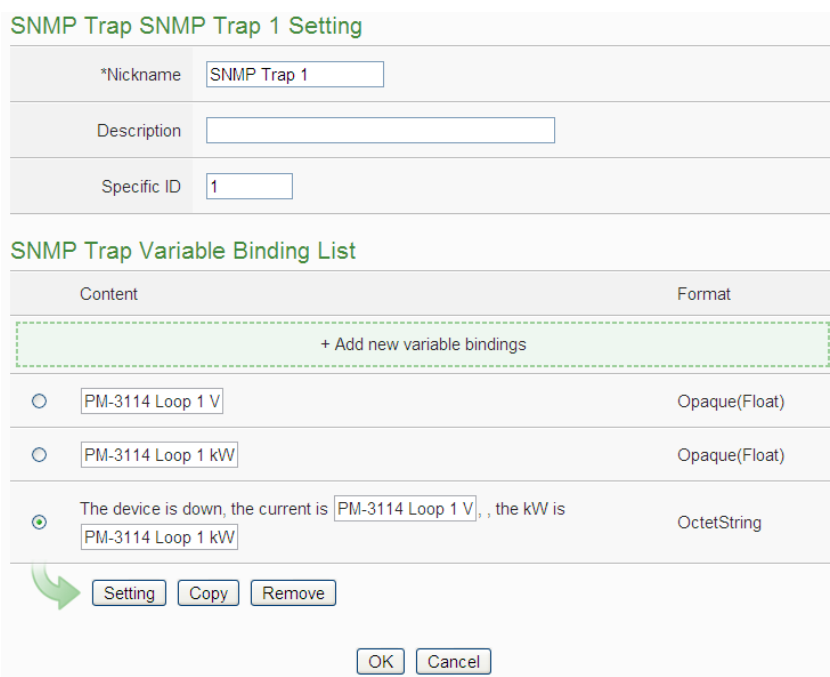 SNMP Trap SNMP Trap 1 Setting
*Nickname SNMP Trap 1
Description
Specific ID 1
SNMP Trap Variable Binding List
Content Format
+ Add new variable bindings
PM-3114 Loop 1 V Opaque(Float)
PM-3114 Loop 1 kW Opaque(Float)
The device is down, the current is PM-3114 Loop 1 V , , the kW is
PM-3114 Loop 1 kW OctetString
Setting Copy Remove
OK Cancel